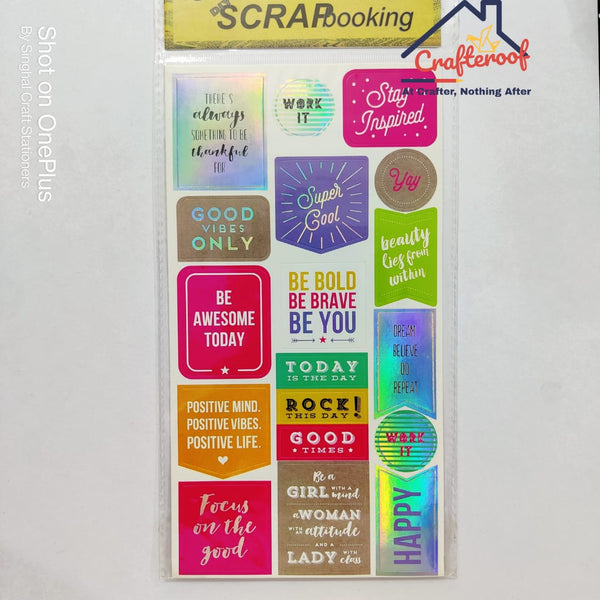 SCRAPbooking
Crafteroof
At Crafter, Nothing After
Shot on OnePlus
By Singhal Craft Stationers
THERE'S
always
SOMETHING TO BE
thankful
FOR
WORK
IT
Stay
Inspired
Super
Cool
Yay
GOOD
VIBES
ONLY
beauty
lies from
within
BE
AWESOME
TODAY
BE BOLD
BE BRAVE
BE YOU
DREAM
BELIEVE
DO
REPEAT
TODAY
IS THE DAY
ROCK!
THIS DAY
GOOD
TIMES
POSITIVE MIND.
POSITIVE VIBES.
POSITIVE LIFE.
WORK
IT
Focus
on the
good
Be a
GIRL WITH a mind
a WOMAN
WITH an attitude
AND A
LADY WITH class
HAPPY